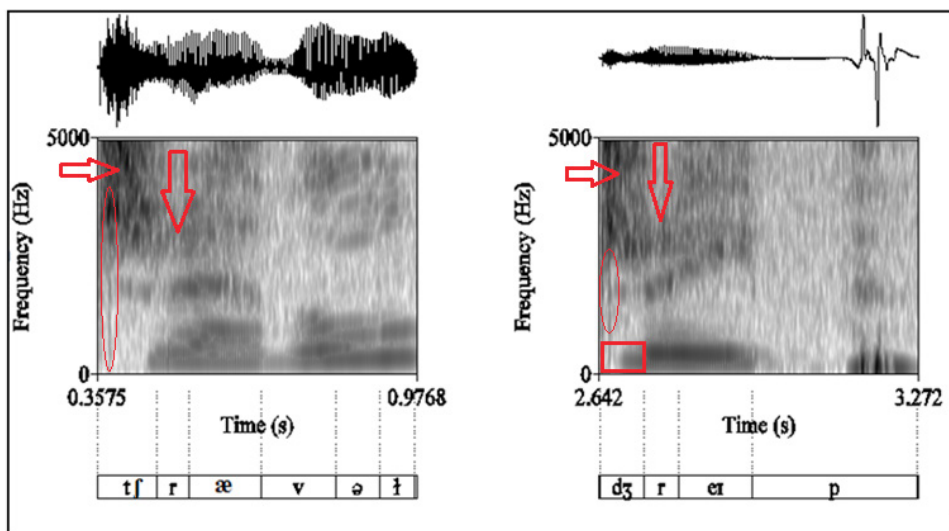 5000
Frequency (Hz)
0
0.3575
0.9768
Time (s)
tʃ r æ v ə ɫ
5000
Frequency (Hz)
0
2.642
3.272
Time (s)
dʒ r eɪ p